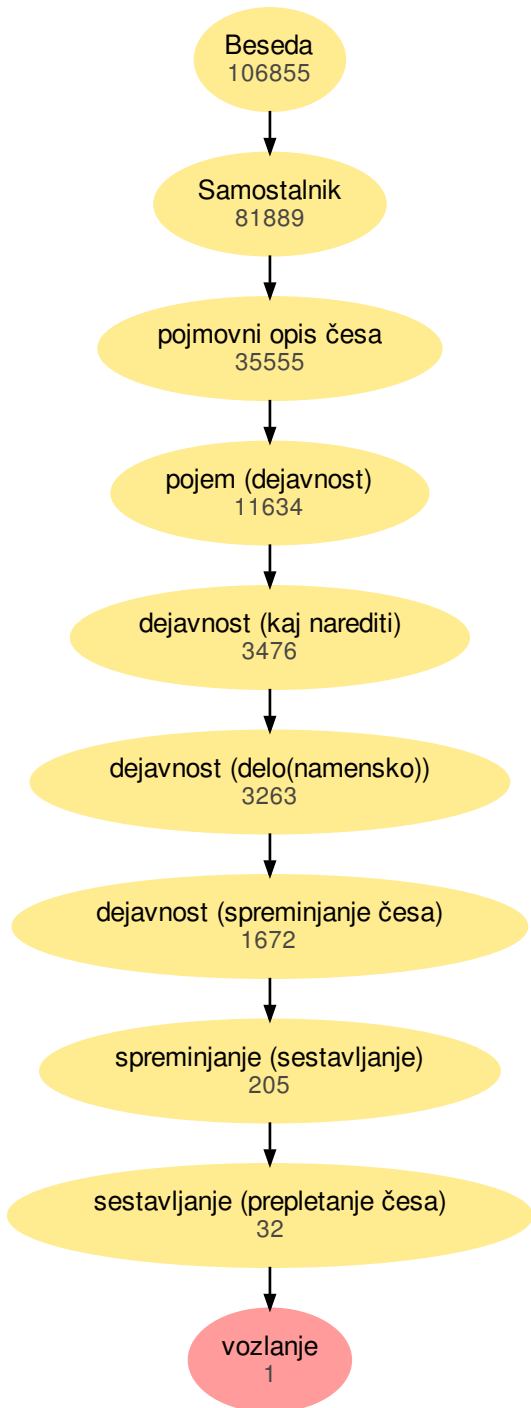 Beseda
106855
Samostalnik
81889
pojmovni opis česa
35555
pojem (dejavnost)
11634
dejavnost (kaj narediti)
3476
dejavnost (delo(namensko))
3263
dejavnost (spreminjanje česa)
1672
spreminjanje (sestavljanje)
205
sestavljanje (prepletanje česa)
32
vozlanje
1